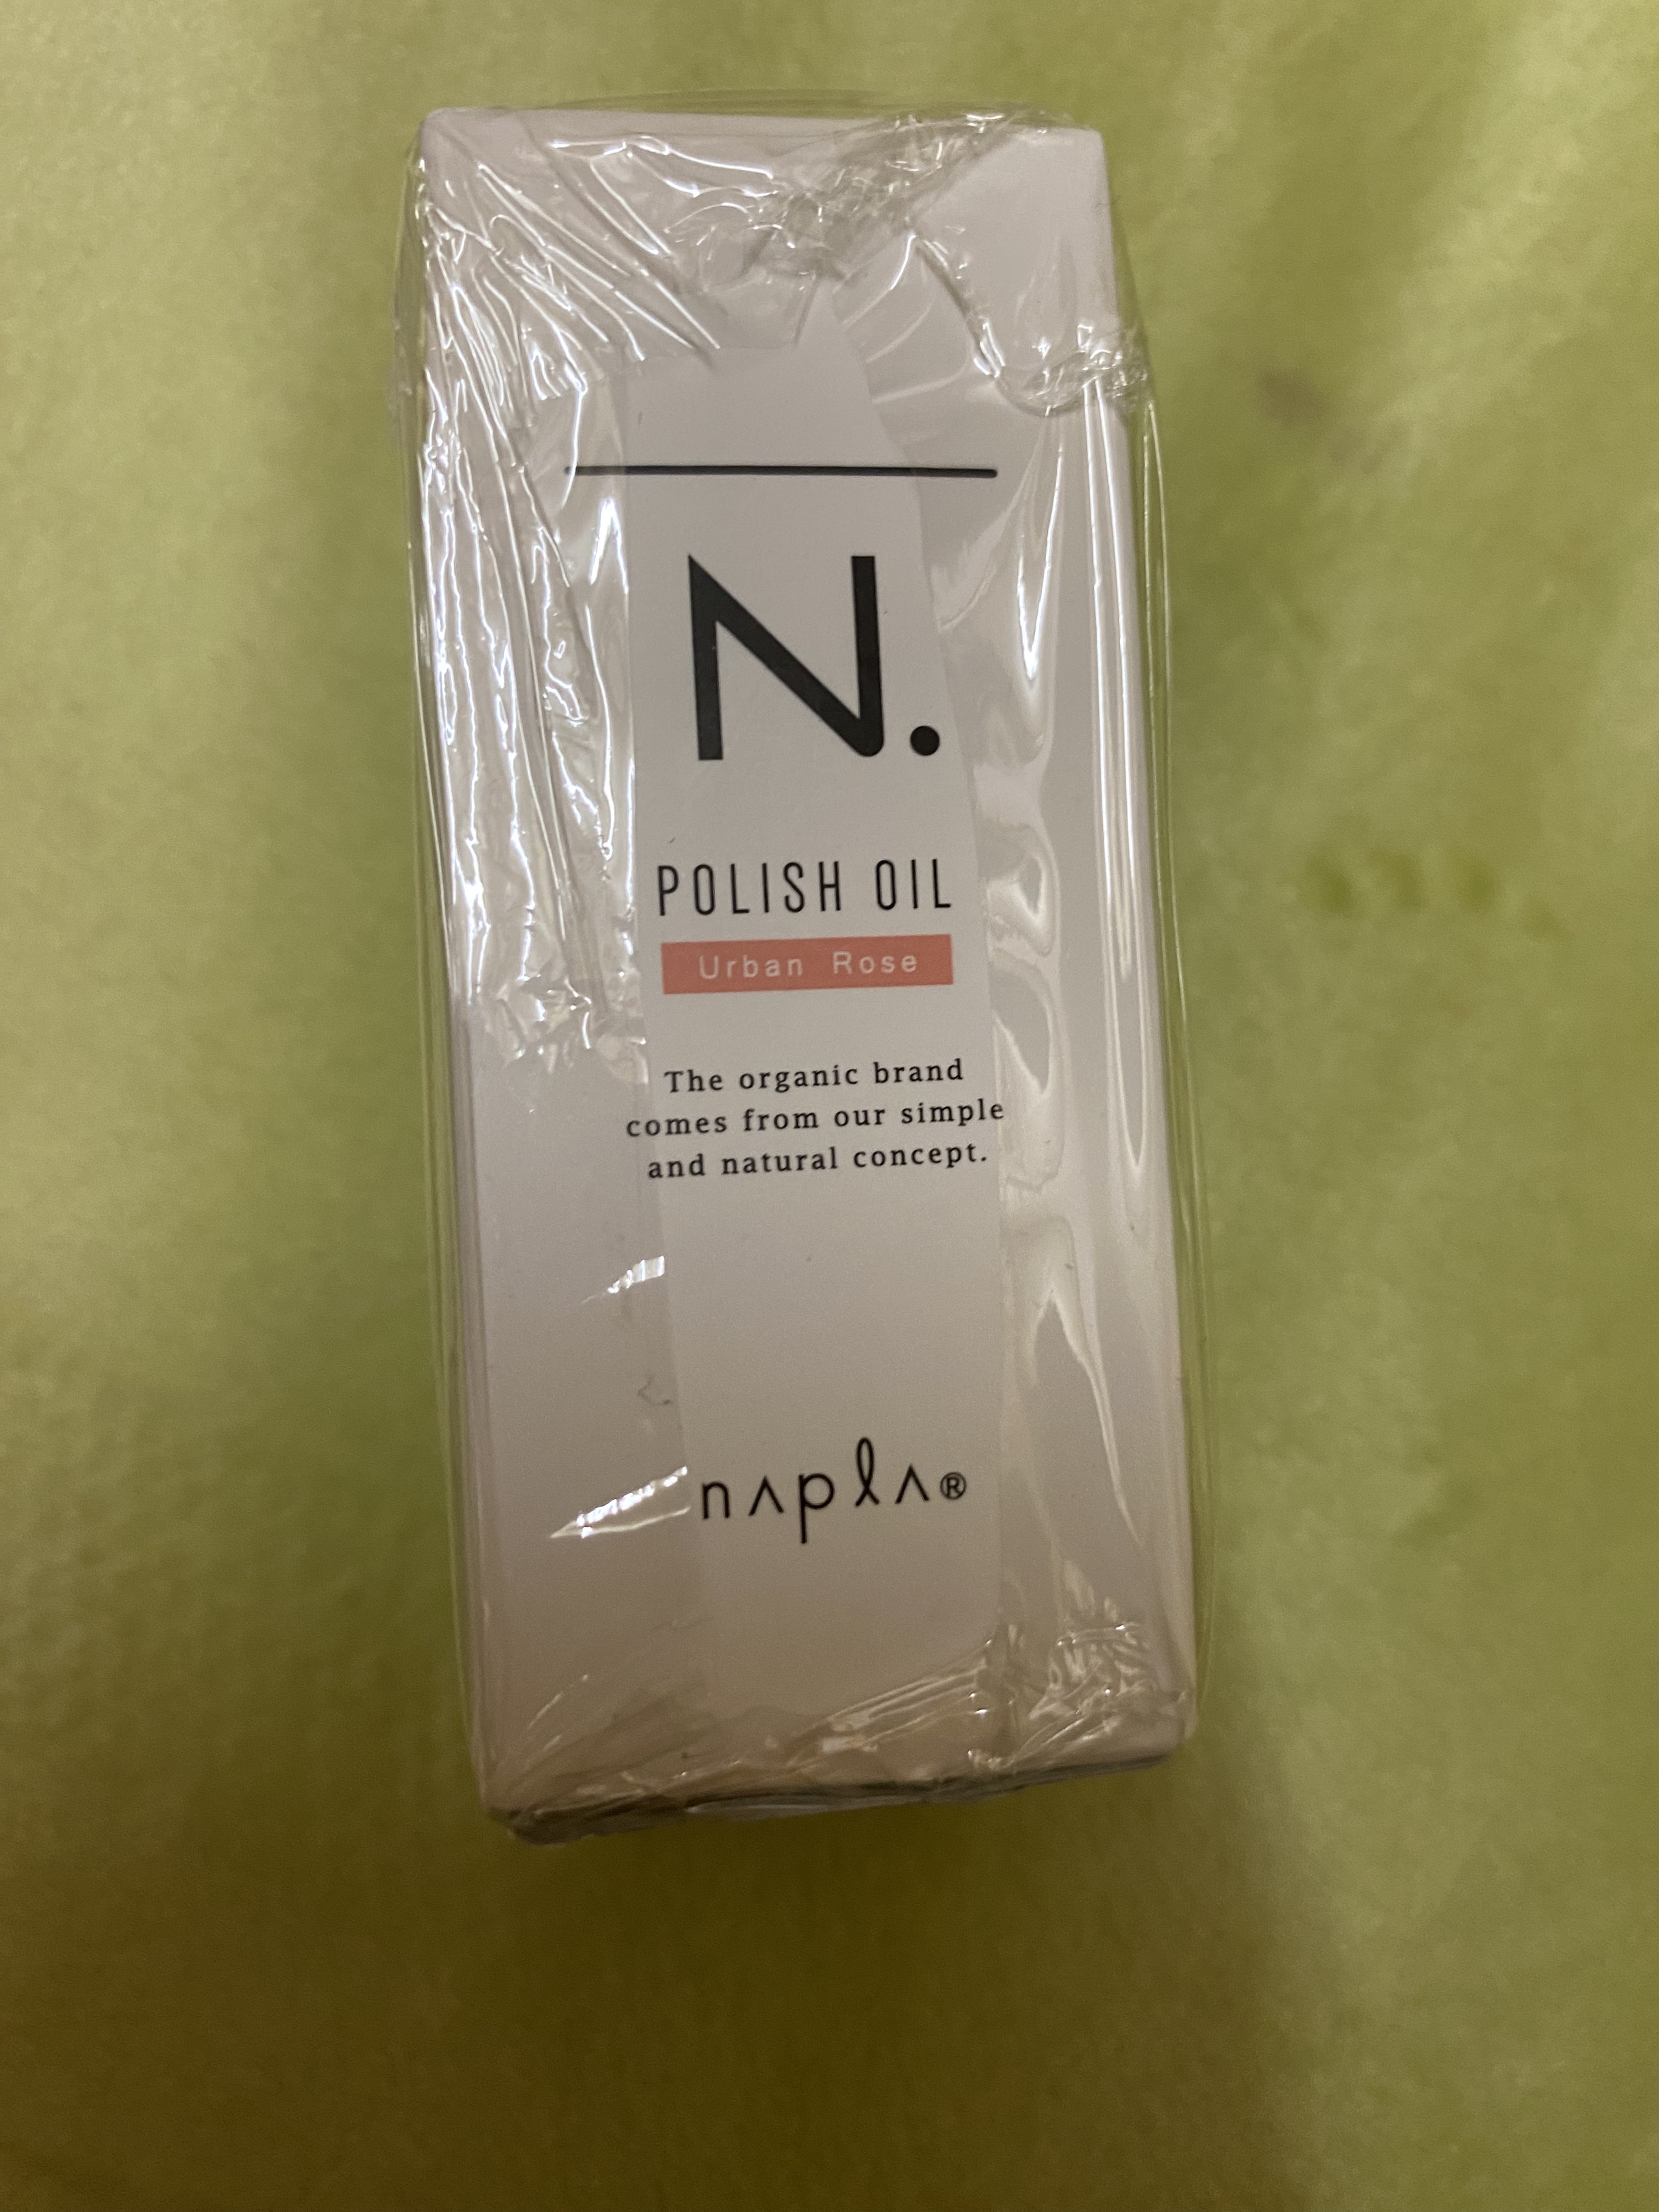 N.
POLISH OIL
Urban Rose
The organic brand
comes from our simple
and natural concept.
napla®